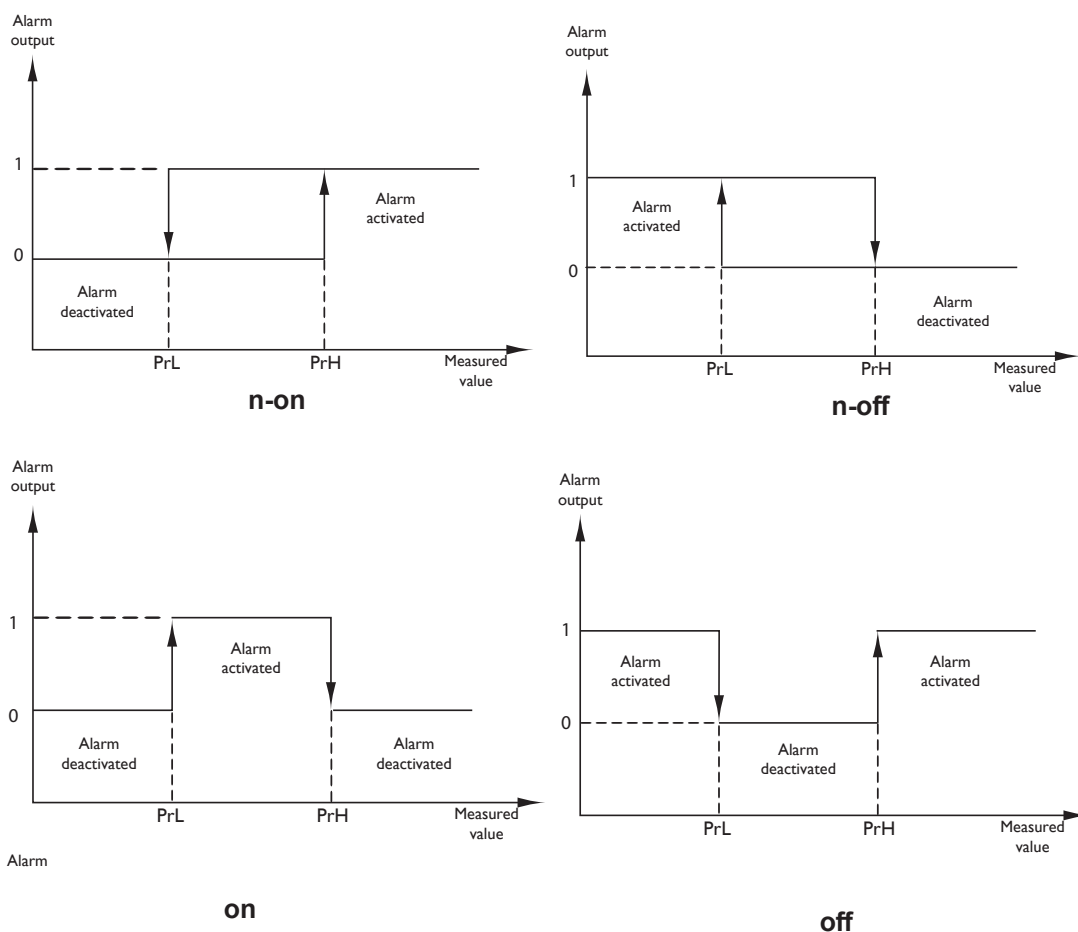 Alarm
output
1
0
Alarm
activated
Alarm
deactivated
PrL
PrH
Measured
value
n-on
Alarm
output
1
0
Alarm
activated
Alarm
deactivated
PrL
PrH
Measured
value
n-off
Alarm
output
1
0
Alarm
activated
Alarm
deactivated
Alarm
deactivated
PrL
PrH
Measured
value
Alarm
on
Alarm
output
1
0
Alarm
activated
Alarm
activated
Alarm
deactivated
PrL
PrH
Measured
value
off